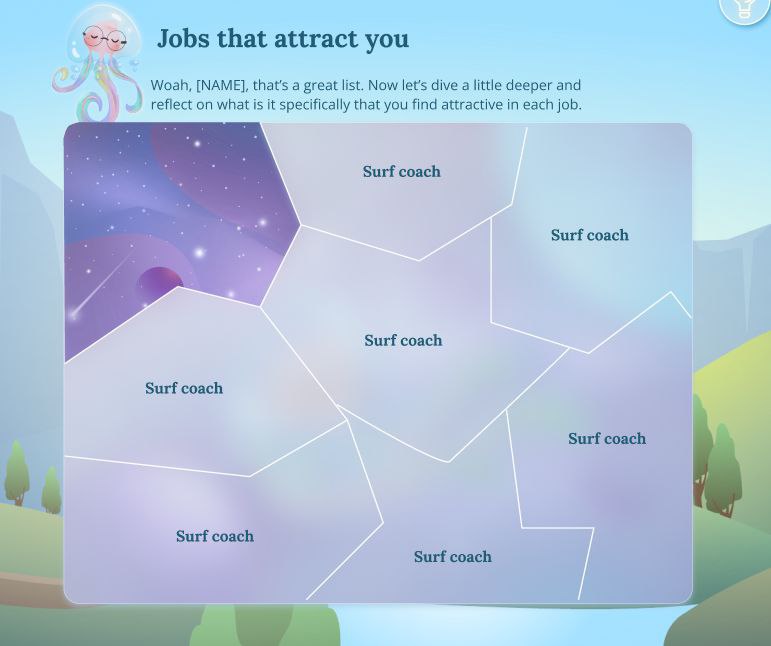 Jobs that attract you
Woah, [NAME], that's a great list. Now let's dive a little deeper and
reflect on what is it specifically that you find attractive in each job.
Surf coach
Surf coach
Surf coach
Surf coach
Surf coach
Surf coach
Surf coach